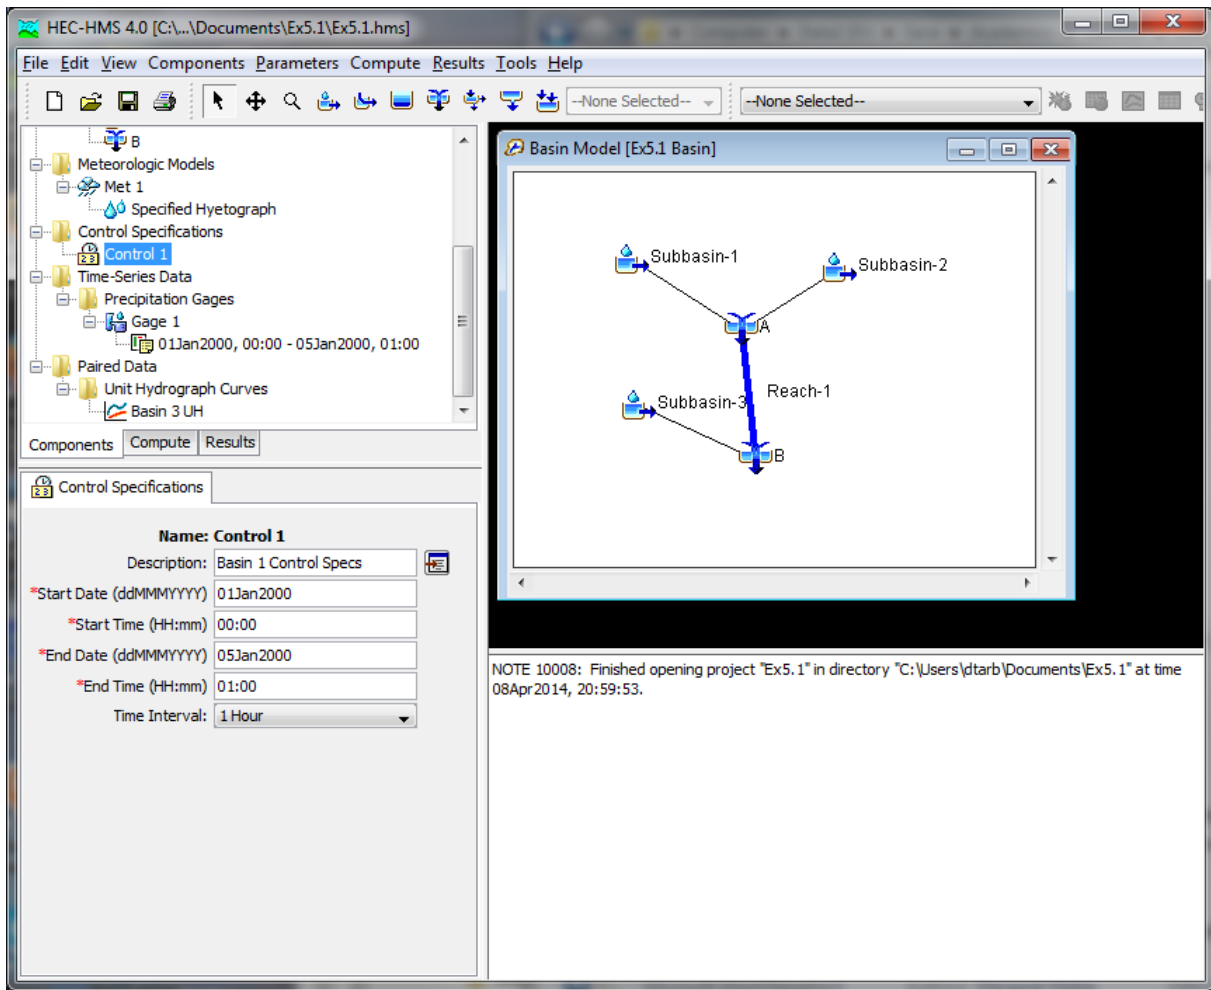 HEC-HMS 4.0 [C:\...\Documents\Ex5.1\Ex5.1.hms]
File Edit View Components Parameters Compute Results Tools Help
--None Selected-- --None Selected--
B
Meteorologic Models
Met 1
Specified Hyetograph
Control Specifications
Control 1
Time-Series Data
Precipitation Gages
Gage 1
01Jan2000, 00:00 - 05Jan2000, 01:00
Paired Data
Unit Hydrograph Curves
Basin 3 UH
Components Compute Results
Control Specifications
Name: Control 1
Description: Basin 1 Control Specs
*Start Date (ddMMMYYYY) 01Jan2000
*Start Time (HH:mm) 00:00
*End Date (ddMMMYYYY) 05Jan2000
*End Time (HH:mm) 01:00
Time Interval: 1 Hour
Basin Model [Ex5.1 Basin]
Subbasin-1
Subbasin-2
A
Reach-1
Subbasin-3
B
NOTE 10008: Finished opening project "Ex5.1" in directory "C:\Users\dtarb\Documents\Ex5.1" at time
08Apr2014, 20:59:53.